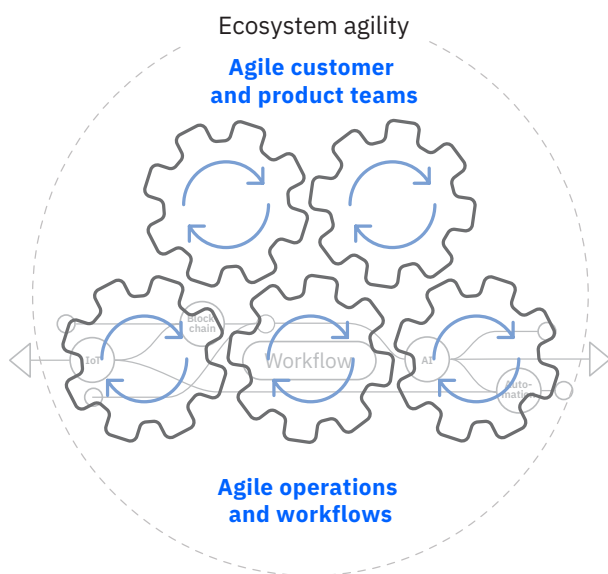 Ecosystem agility
Agile customer
and product teams
Block
chain
IoT
Workflow
AI
Auto-
mation
Agile operations
and workflows